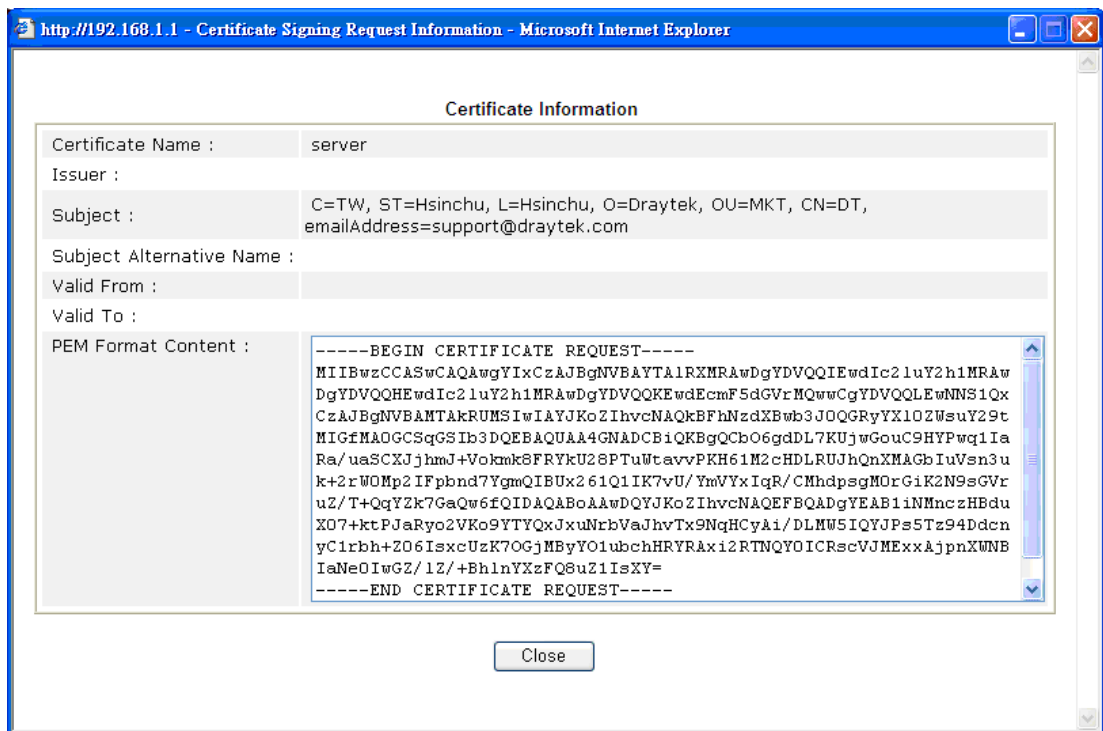 http://192.168.1.1 - Certificate Signing Request Information - Microsoft Internet Explorer
Certificate Information
Certificate Name : server
Issuer :
Subject : C=TW, ST=Hsinchu, L=Hsinchu, O=Draytek, OU=MKT, CN=DT,
emailAddress=support@draytek.com
Subject Alternative Name :
Valid From :
Valid To :
PEM Format Content :
-----BEGIN CERTIFICATE REQUEST-----
MIIBwzCCASwCAQAwgYIxCzAJBgNVBAYTAlRXMRAwDgYDVQQIEwdIc2luY2h1MRAw
DgYDVQQHEwdIc2luY2h1MRAwDgYDVQQKEwdEcmF5dGVrMQwwCgYDVQQLEwNNS1Qx
CzAJBgNVBAMTAkRUMSIwIAYJKoZIhvcNAQkBFhNzdXBwb3J0QGRyYXl0ZWsuY29t
MIGfMA0GCSqGSIb3DQEBAQUAA4GNADCBiQKBgQCbO6gdDL7KUjwGouC9HYPwq1Ia
Ra/uaSCXJjhmJ+Vokmk8FRYkU28PTuWtavvPKH61M2cHDLRUJhQnXMAGbIuVsn3u
k+2rW0Mp2IFpbnd7YgmQIBUx261Q1IK7vU/YmVYxIqR/CMhdpsgM0rGiK2N9sGVr
uZ/T+QqYZk7GaQw6fQIDAQABoAAwDQYJKoZIhvcNAQEFBQADgYEAB1iNMnczHBdu
XO7+ktPJaRyo2VKo9YTYQxJxuNrbVaJhvTx9NqHCyAi/DLMW5IQYJPs5Tz94Ddcn
yC1rbh+Z06IsxcUzK7OGjMByYO1ubchHRYRAxi2RTNQY0ICRscVJMExxAjpnXWNB
IaNe0IwGZ/lZ/+BhlnYXzFQ8uZ1IsXY=
-----END CERTIFICATE REQUEST-----
Close